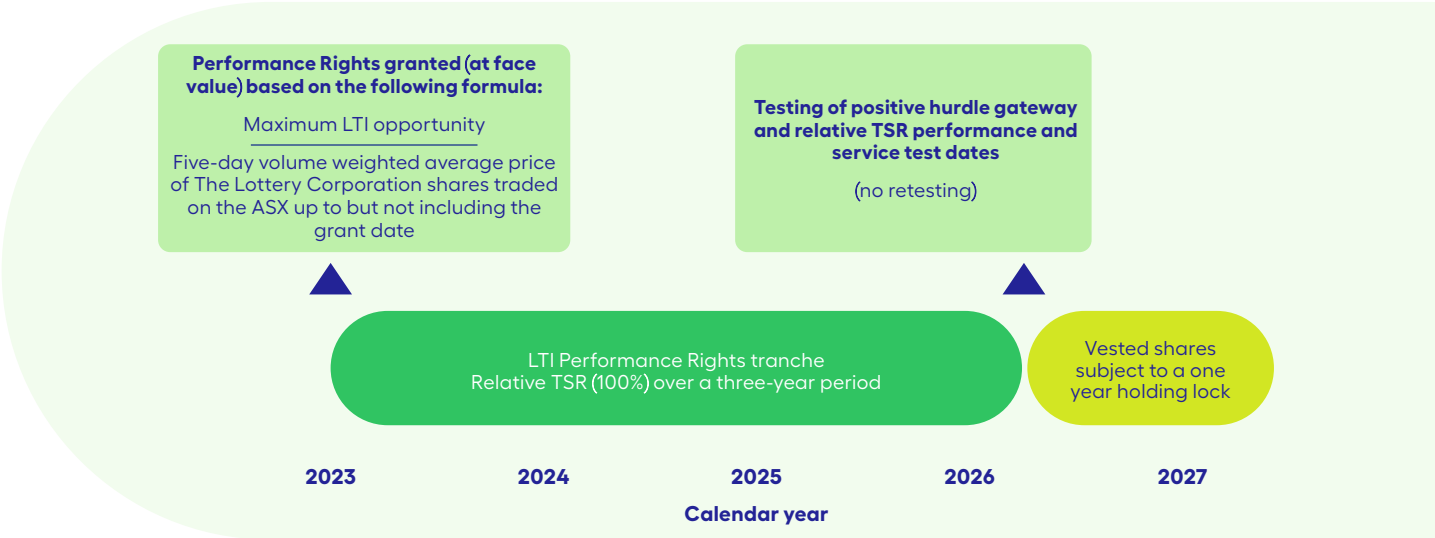 Performance Rights granted (at face
value) based on the following formula:
Maximum LTI opportunity
Five-day volume weighted average price
of The Lottery Corporation shares traded
on the ASX up to but not including the
grant date
Testing of positive hurdle gateway
and relative TSR performance and
service test dates
(no retesting)
LTI Performance Rights tranche
Relative TSR (100%) over a three-year period
Vested shares
subject to a one
year holding lock
2023 2024 2025 2026 2027
Calendar year